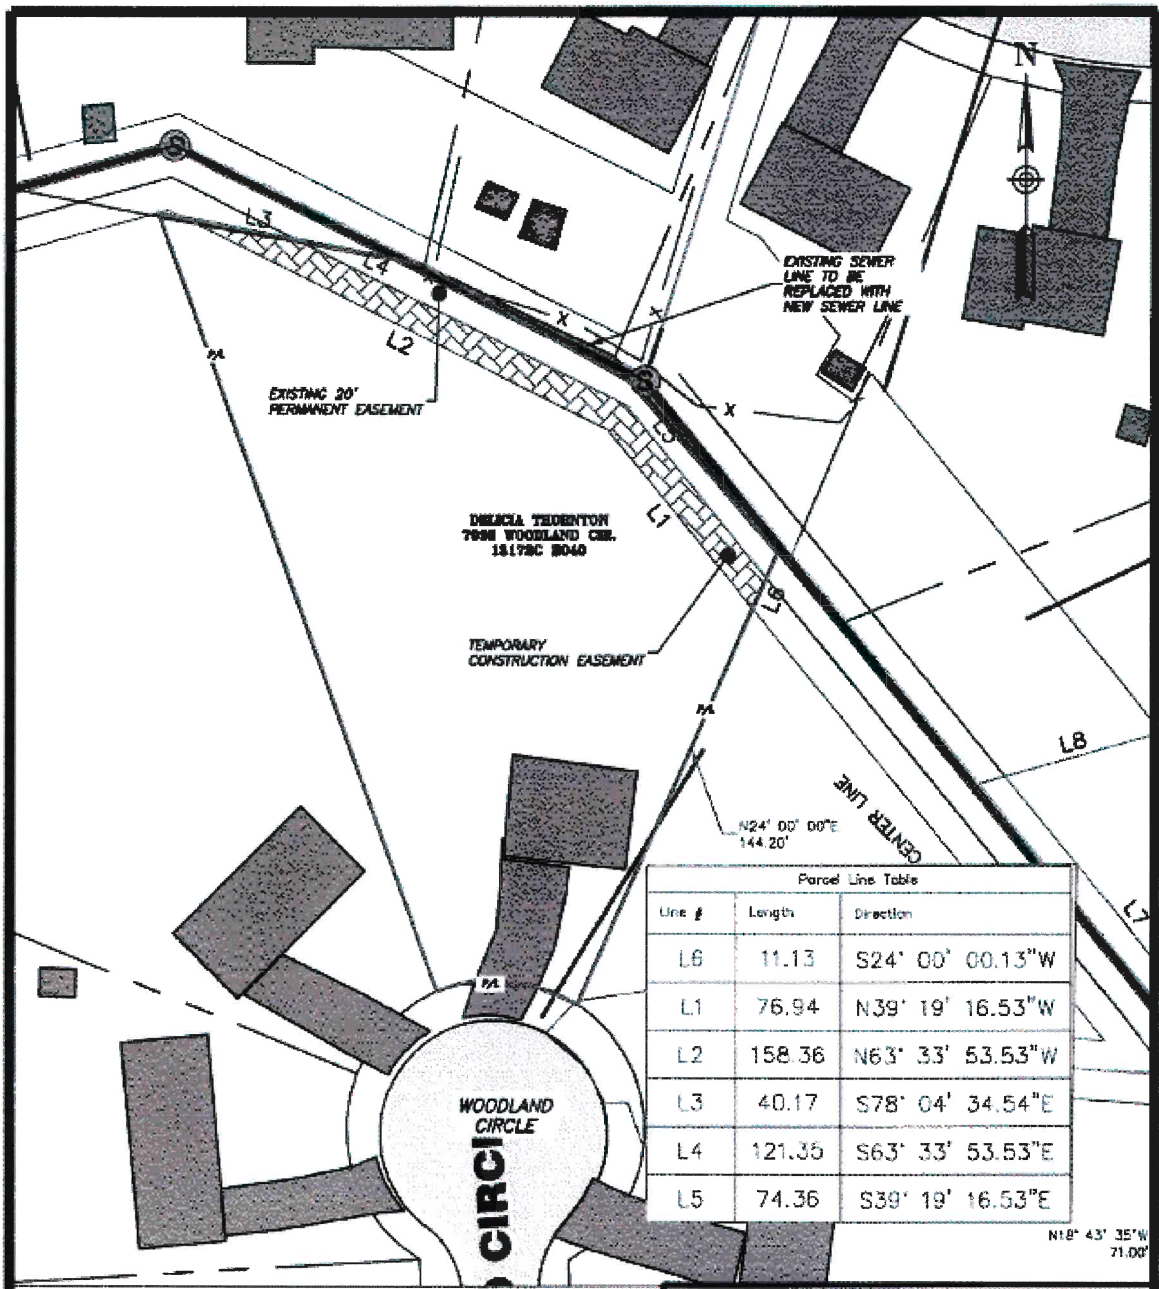 N
L3
L4
EXISTING SEWER
LINE TO BE
REPLACED WITH
NEW SEWER LINE
X
X
L2
EXISTING 20'
PERMANENT EASEMENT
X
L5
L1
THORNTON
WOODLAND CIR.
L6
TEMPORARY
CONSTRUCTION EASEMENT
L8
CENTER LINE
N24° 00' 00"E
144.20'
L7
Parcel Line Table
Line # Length Direction
L6 11.13 S24° 00' 00.13"W
L1 76.94 N39° 19' 16.53"W
L2 158.36 N63° 33' 53.53"W
L3 40.17 S78° 04' 34.54"E
L4 121.35 S63° 33' 53.53"E
L5 74.36 S39° 19' 16.53"E
WOODLAND
CIRCLE
CIRCL
N18° 43' 35"W
71.00'